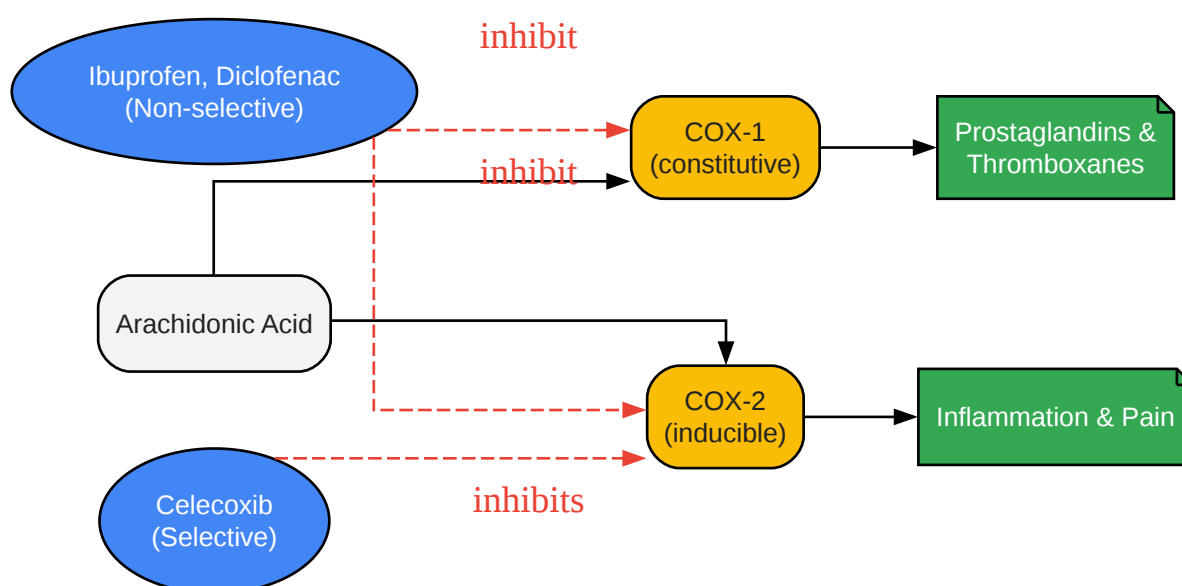 inhibit
Ibuprofen, Diclofenac
(Non-selective)
COX-1
(constitutive)
Prostaglandins &
Thromboxanes
inhibit
Arachidonic Acid
COX-2
(inducible)
Inflammation & Pain
Celecoxib
(Selective)
inhibits